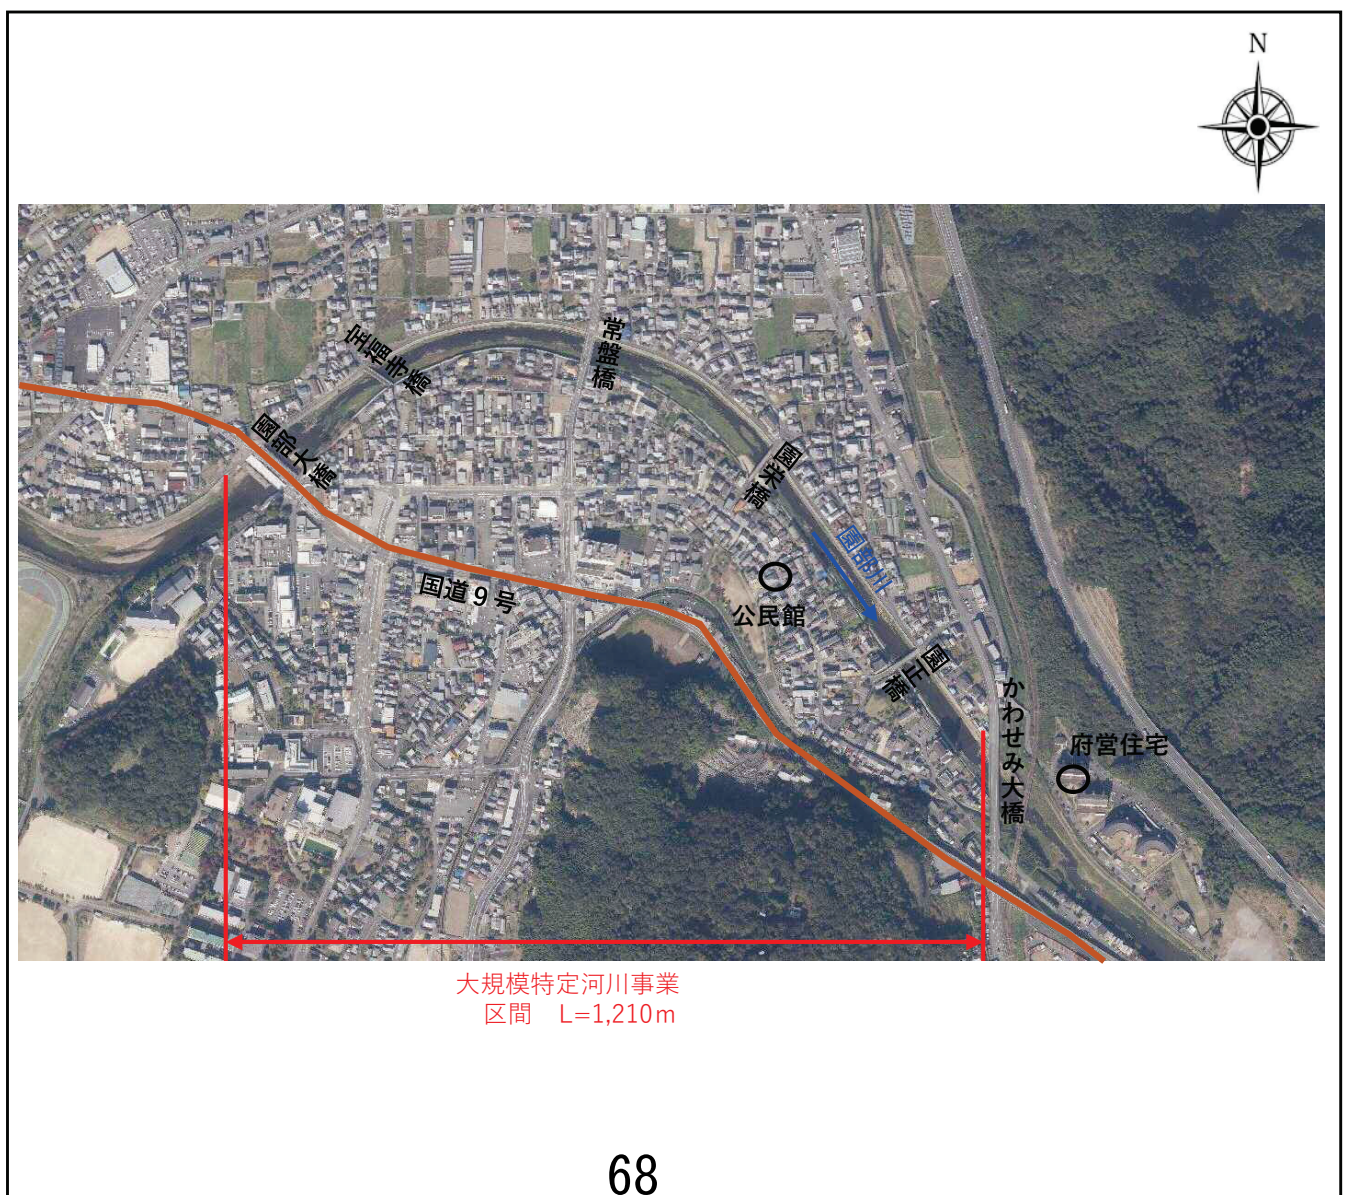 N
常盤橋
宝福寺橋
園部大橋
園栄橋
園部川
国道９号
公民館
園正橋
かわせみ大橋
府営住宅
大規模特定河川事業
区間　L=1,210ｍ
68